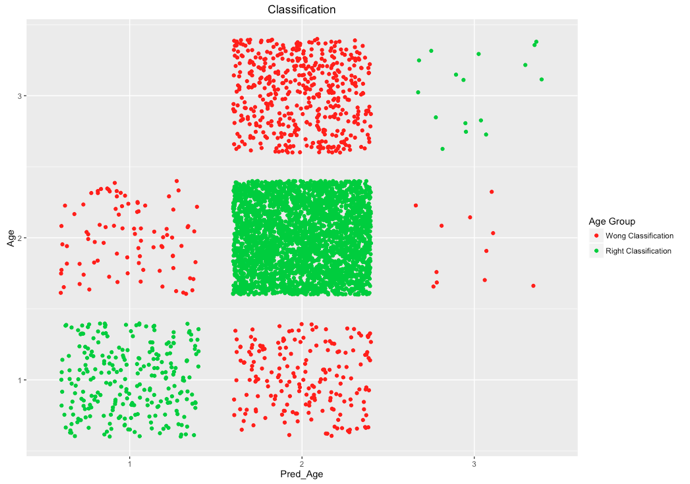 Classification
Age
3
2
1
1 2 3
Pred_Age
Age Group
Wong Classification
Right Classification